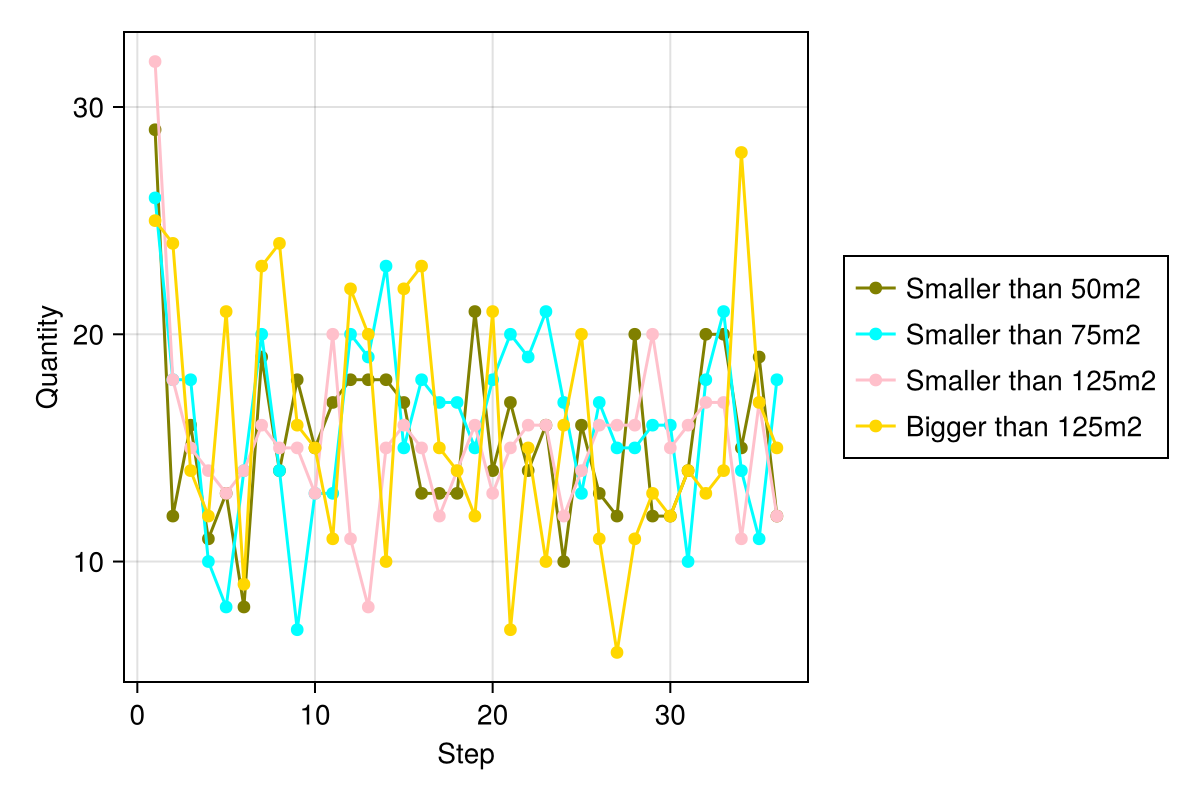 Quantity
30
20
10
0 10 20 30
Step
Smaller than 50m2
Smaller than 75m2
Smaller than 125m2
Bigger than 125m2